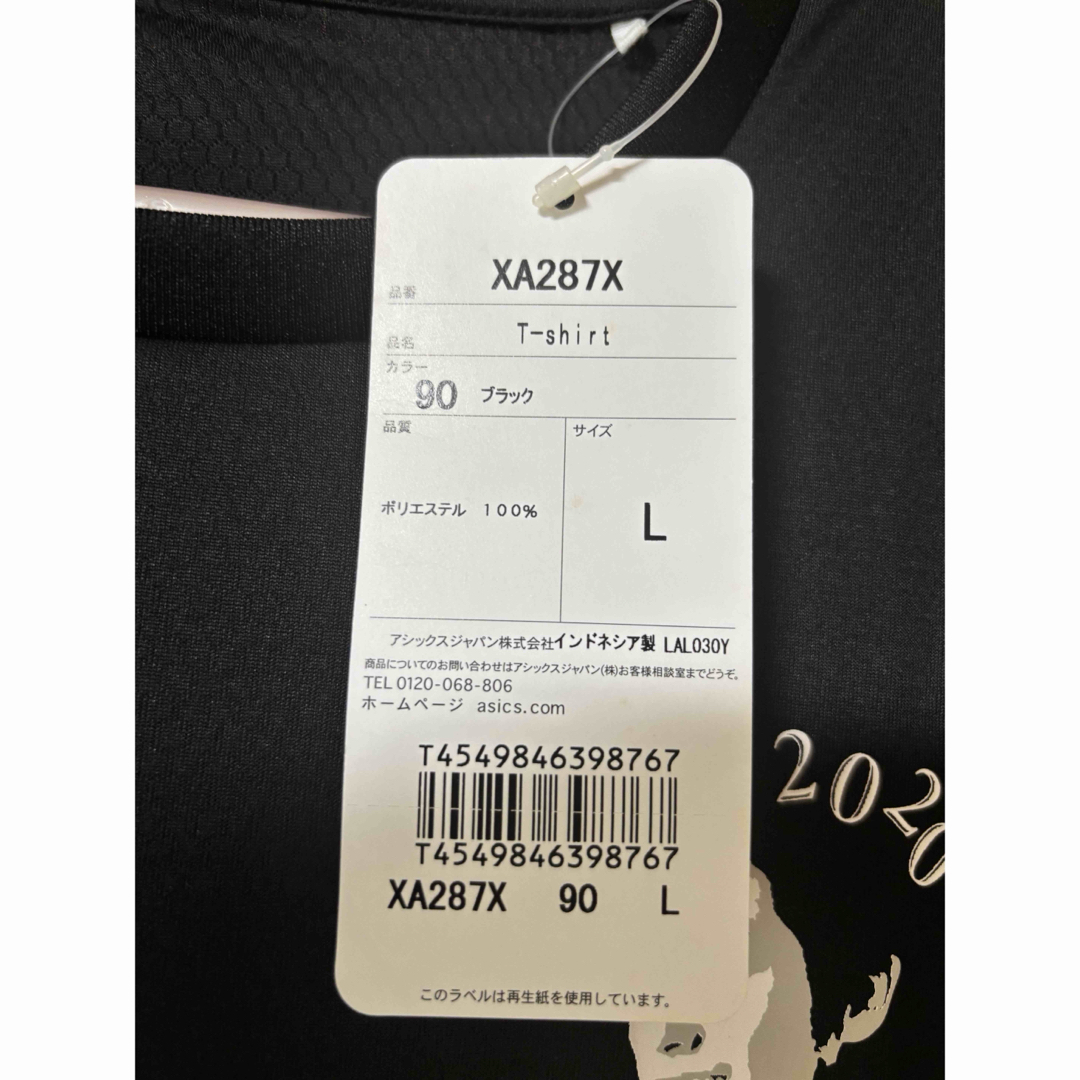 品番 XA287X
品名 T-shirt
カラー
90 ブラック
品質
サイズ
ポリエステル 100%
L
アシックスジャパン株式会社インドネシア製 LAL030Y
商品についてのお問い合わせはアシックスジャパン(株)お客様相談室までどうぞ。
TEL 0120-068-806
ホームページ asics.com
T4549846398767
T4549846398767
XA287X 90 L
このラベルは再生紙を使用しています。
2020